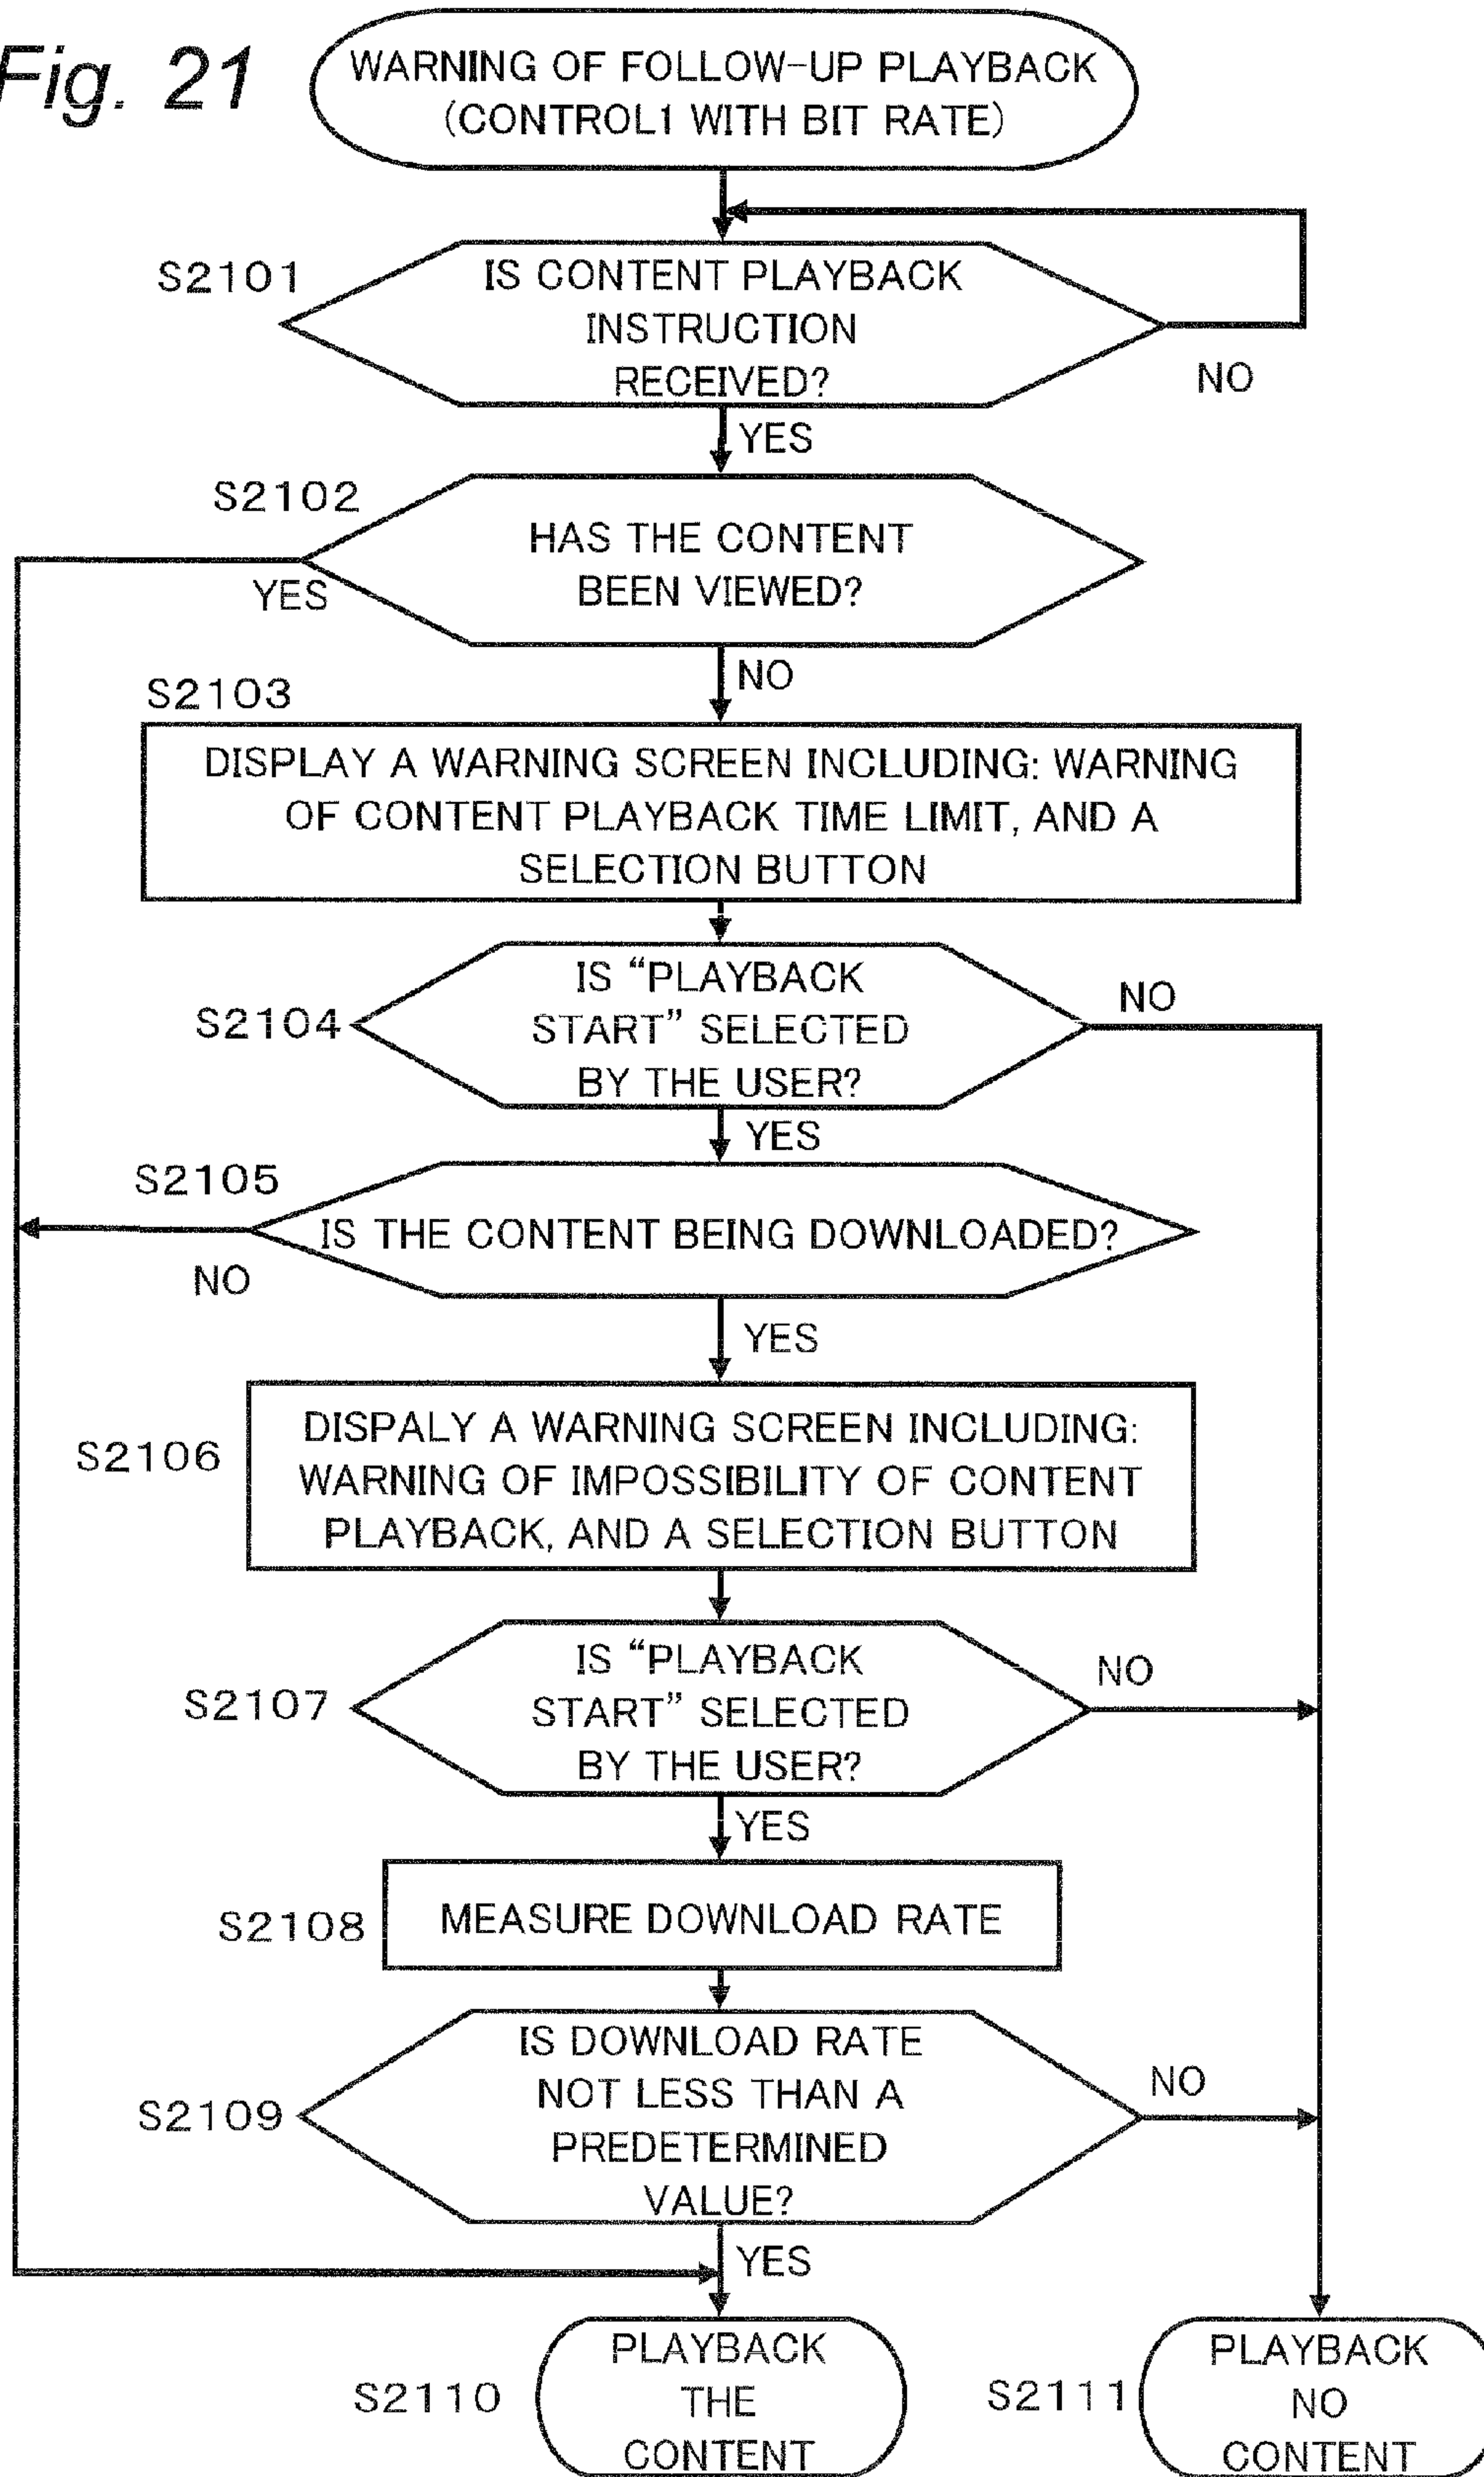 Fig. 21
WARNING OF FOLLOW-UP PLAYBACK
(CONTROL1 WITH BIT RATE)
S2101
IS CONTENT PLAYBACK
INSTRUCTION
RECEIVED?
NO
YES
S2102
HAS THE CONTENT
BEEN VIEWED?
YES
NO
S2103
DISPLAY A WARNING SCREEN INCLUDING: WARNING
OF CONTENT PLAYBACK TIME LIMIT, AND A
SELECTION BUTTON
S2104
IS “PLAYBACK
START” SELECTED
BY THE USER?
NO
YES
S2105
IS THE CONTENT BEING DOWNLOADED?
NO
YES
S2106
DISPALY A WARNING SCREEN INCLUDING:
WARNING OF IMPOSSIBILITY OF CONTENT
PLAYBACK, AND A SELECTION BUTTON
S2107
IS “PLAYBACK
START” SELECTED
BY THE USER?
NO
YES
S2108
MEASURE DOWNLOAD RATE
S2109
IS DOWNLOAD RATE
NOT LESS THAN A
PREDETERMINED
VALUE?
NO
YES
S2110
PLAYBACK
THE
CONTENT
S2111
PLAYBACK
NO
CONTENT